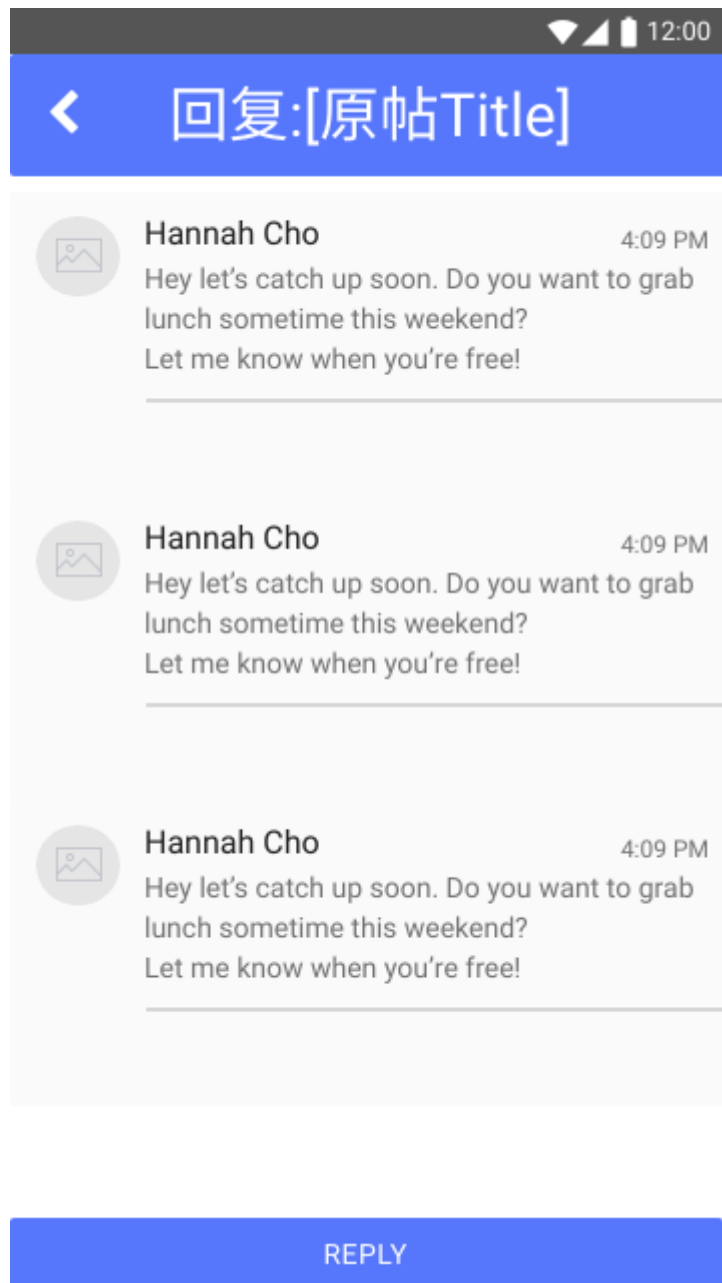 12:00
回复:[原帖Title]
Hannah Cho
4:09 PM
Hey let’s catch up soon. Do you want to grab
lunch sometime this weekend?
Let me know when you’re free!
Hannah Cho
4:09 PM
Hey let’s catch up soon. Do you want to grab
lunch sometime this weekend?
Let me know when you’re free!
Hannah Cho
4:09 PM
Hey let’s catch up soon. Do you want to grab
lunch sometime this weekend?
Let me know when you’re free!
REPLY